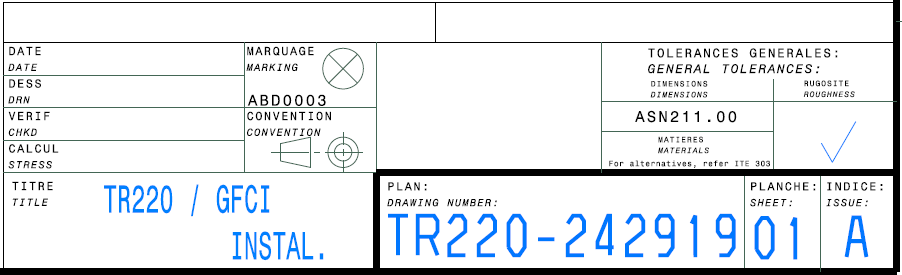 DATE
DATE
DESS
DRN
VERIF
CHKD
CALCUL
STRESS
MARQUAGE
MARKING
ABD0003
CONVENTION
CONVENTION
TOLERANCES GENERALES:
GENERAL TOLERANCES:
DIMENSIONS
DIMENSIONS
RUGOSITE
ROUGHNESS
ASN211.00
MATIERES
MATERIALS
For alternatives, refer ITE 303
TITRE
TITLE
TR220 / GFCI
INSTAL.
PLAN:
DRAWING NUMBER:
TR220-242919
PLANCHE:
SHEET:
01
INDICE:
ISSUE:
A